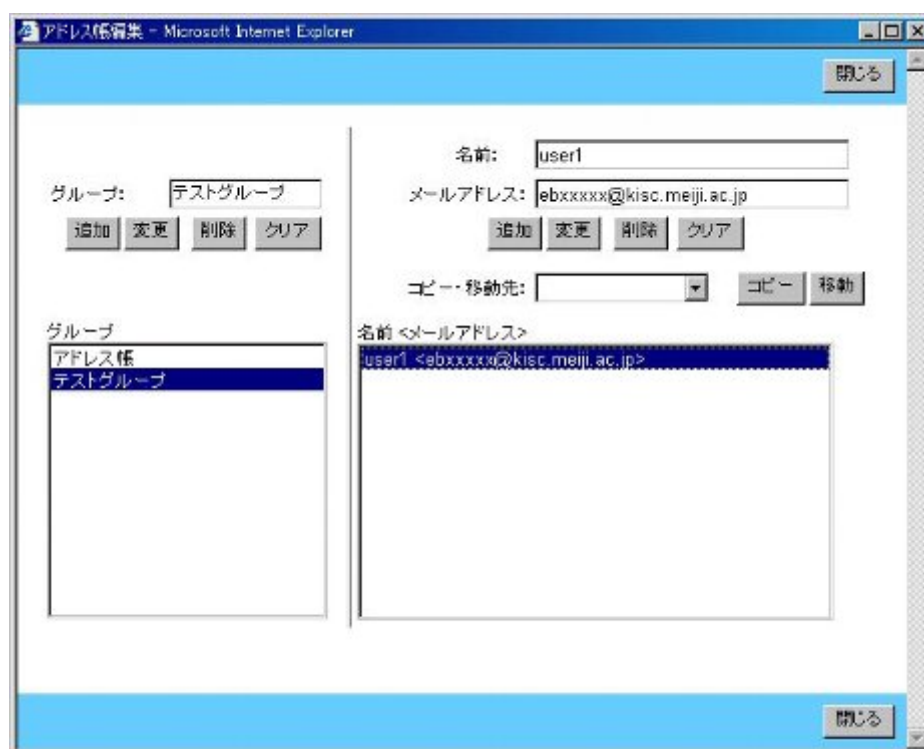 アドレス帳編集 - Microsoft Internet Explorer
閉じる
名前: user1
グループ: テストグループ
メールアドレス: ebxxxxx@kisc.meiji.ac.jp
追加 変更 削除 クリア
追加 変更 削除 クリア
コピー・移動先: コピー 移動
グループ
名前 <メールアドレス>
アドレス帳
テストグループ
user1 <ebxxxxx@kisc.meiji.ac.jp>
閉じる